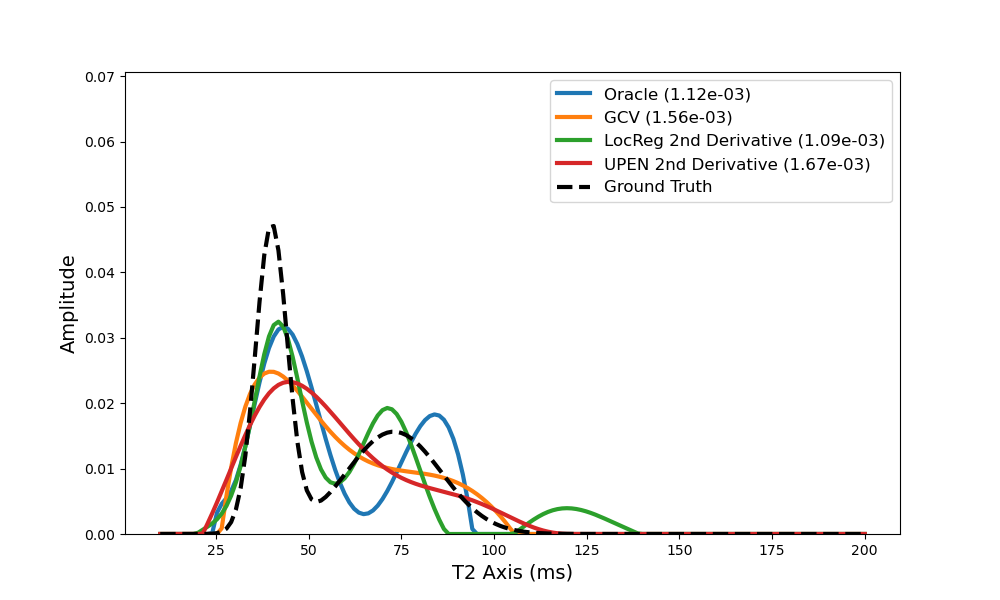 0.07
0.06
0.05
0.04
0.03
0.02
0.01
0.00
Amplitude
25 50 75 100 125 150 175 200
T2 Axis (ms)
Oracle (1.12e-03)
GCV (1.56e-03)
LocReg 2nd Derivative (1.09e-03)
UPEN 2nd Derivative (1.67e-03)
Ground Truth